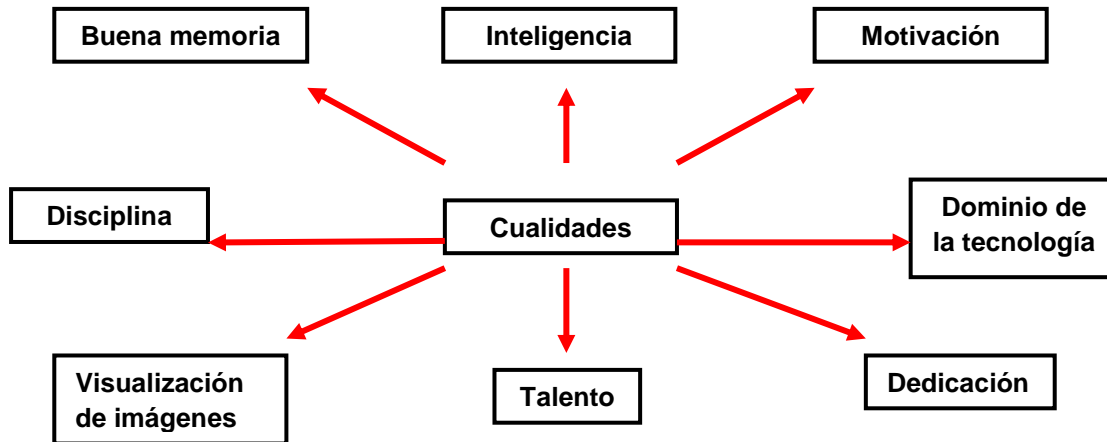 Buena memoria
Inteligencia
Motivación
Disciplina
Cualidades
Dominio de
la tecnología
Visualización
de imágenes
Talento
Dedicación